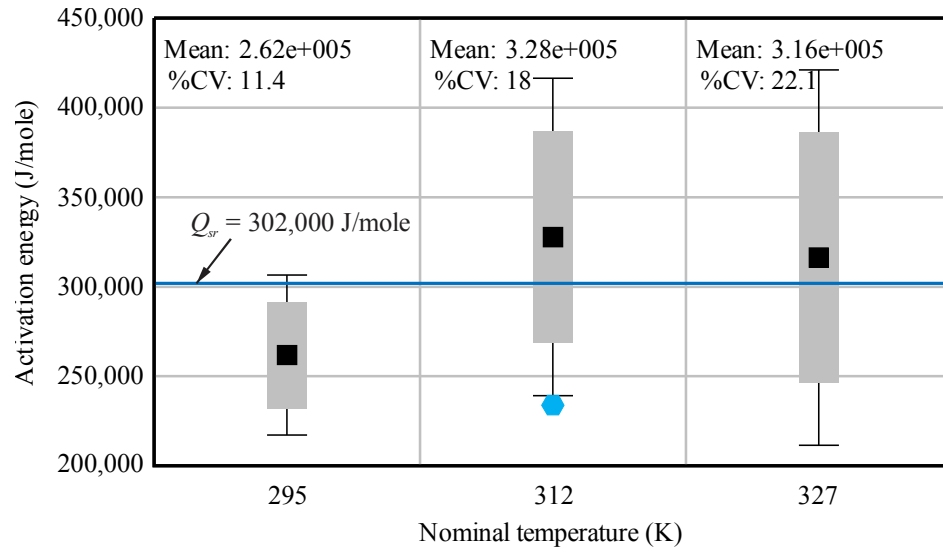 450,000
Mean: 2.62e+005
%CV: 11.4
Mean: 3.28e+005
%CV: 18
Mean: 3.16e+005
%CV: 22.1
400,000
350,000
Qsr = 302,000 J/mole
300,000
250,000
200,000
Activation energy (J/mole)
295
312
327
Nominal temperature (K)